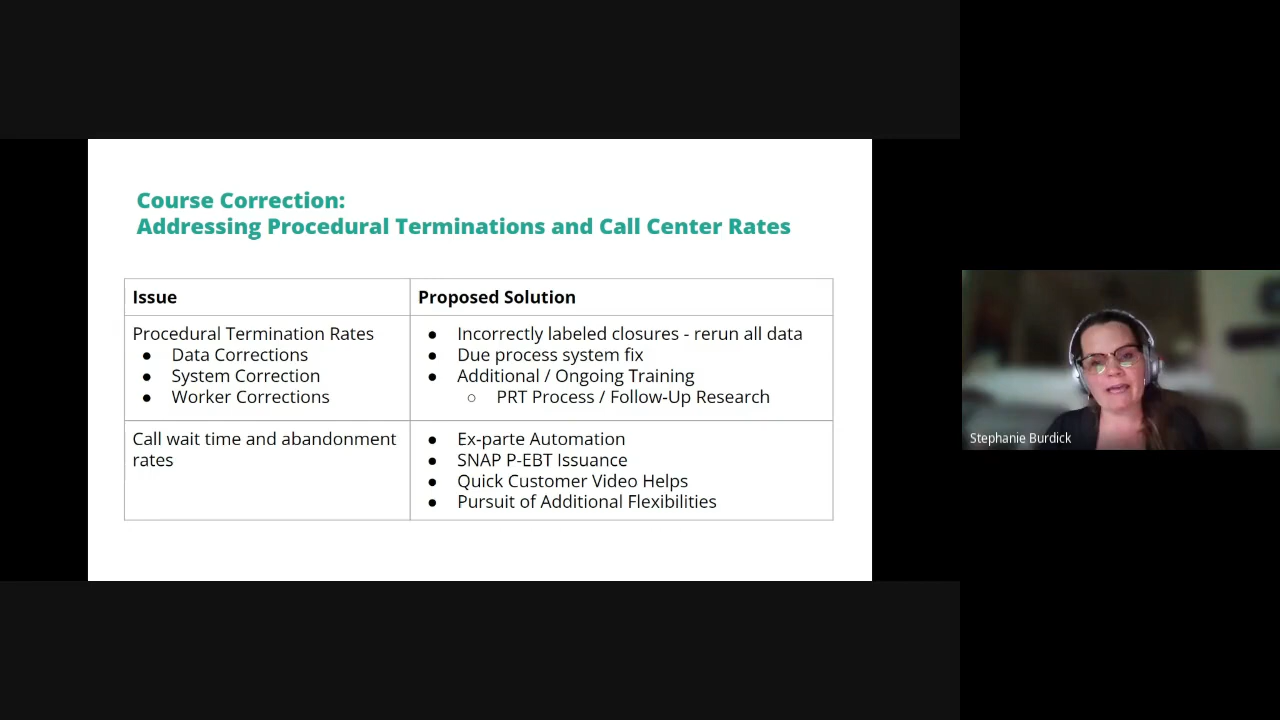 Course Correction:
Addressing Procedural Terminations and Call Center Rates
Issue
Proposed Solution
Procedural Termination Rates
● Data Corrections
● System Correction
● Worker Corrections
● Incorrectly labeled closures - rerun all data
● Due process system fix
● Additional / Ongoing Training
○ PRT Process / Follow-Up Research
Call wait time and abandonment
rates
● Ex-parte Automation
● SNAP P-EBT Issuance
● Quick Customer Video Helps
● Pursuit of Additional Flexibilities
Stephanie Burdick